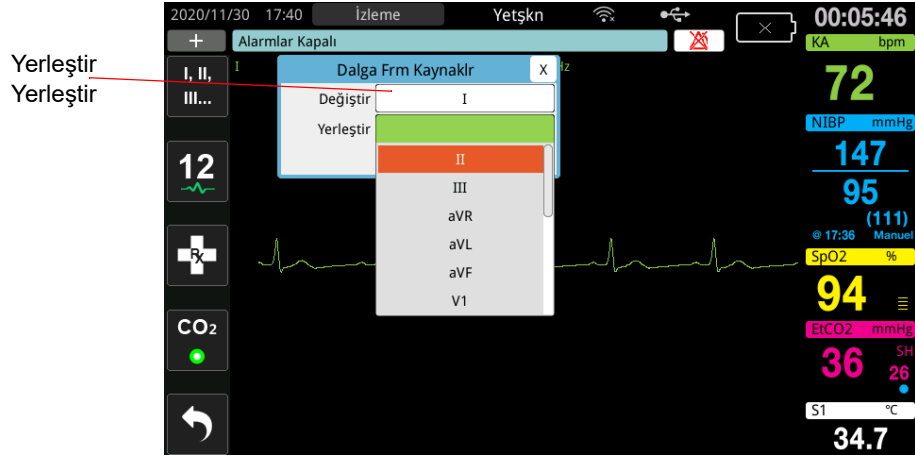 Yerleştir
Yerleştir
2020/11/30 17:40 İzleme Yetşkn 00:05:46
+ Alarmlar Kapalı
KA bpm
72
I, II, III...
I
Hz
Dalga Frm Kaynaklr X
Değiştir I
Yerleştir
II
III
aVR
aVL
aVF
V1
12
Rx
CO2
NIBP mmHg
147
95
(111)
@ 17:36 Manuel
SpO2 %
94
EtCO2 mmHg
36
SH
26
S1 °C
34.7